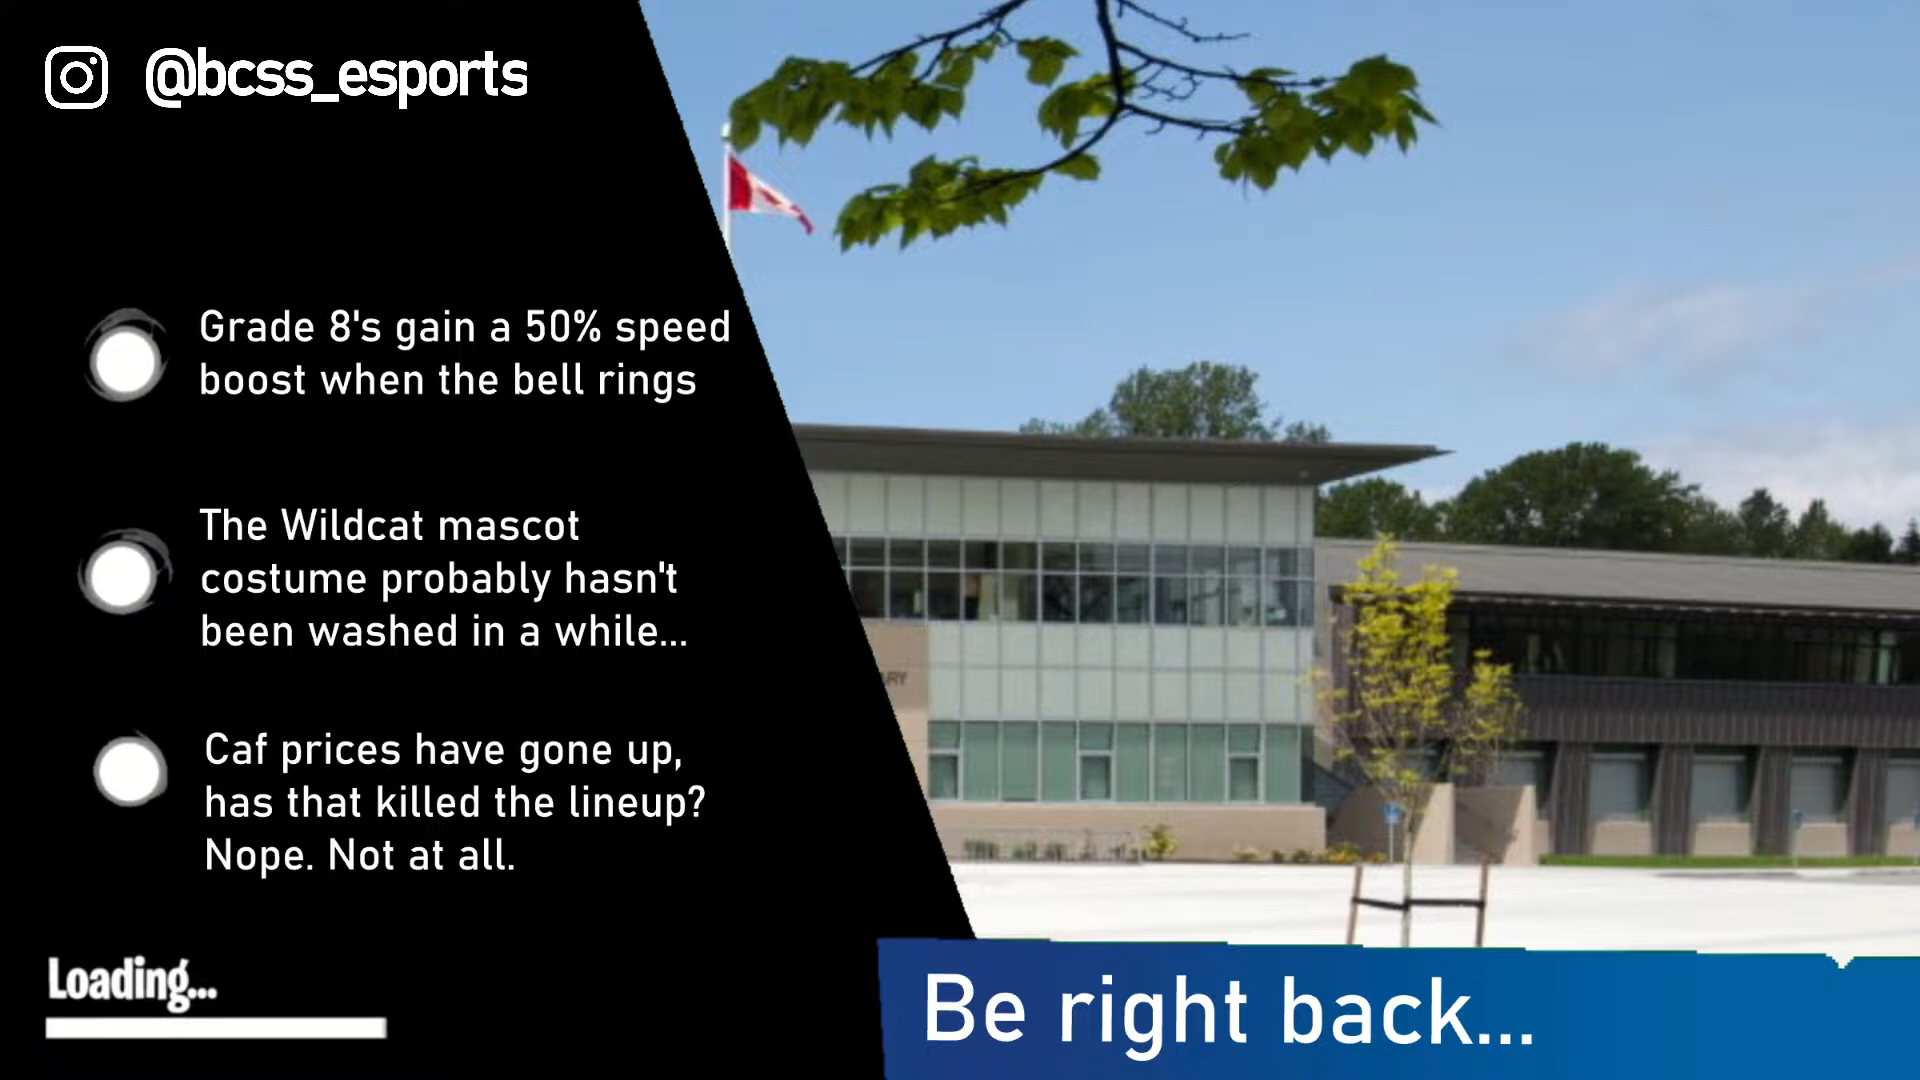 @bcss_esports
Grade 8's gain a 50% speed
boost when the bell rings
The Wildcat mascot
costume probably hasn't
been washed in a while...
Caf prices have gone up,
has that killed the lineup?
Nope. Not at all.
Loading...
Be right back...